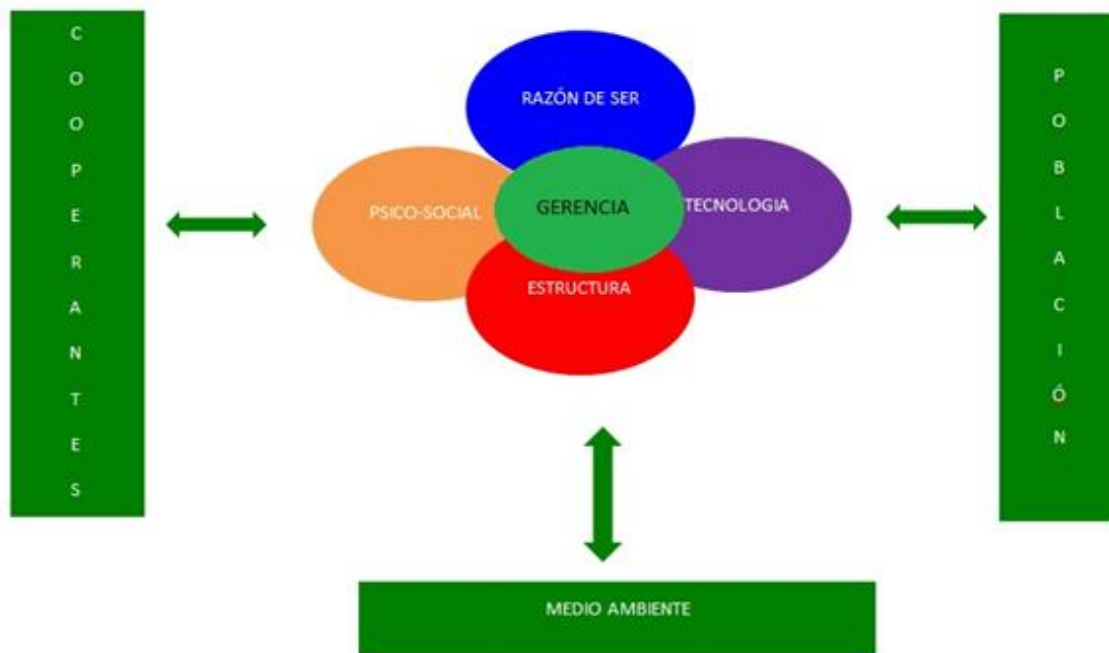 COOPERANTES
RAZÓN DE SER
PSICO-SOCIAL
GERENCIA
TECNOLOGIA
ESTRUCTURA
POBLACIÓN
MEDIO AMBIENTE